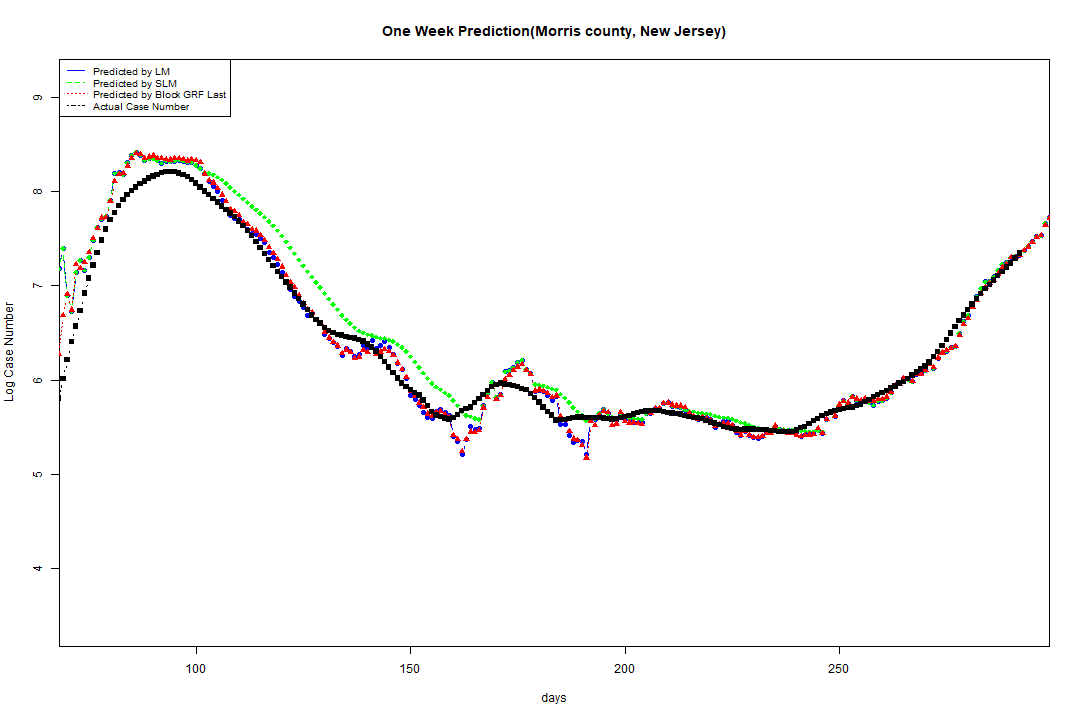 One Week Prediction(Morris county, New Jersey)
Predicted by LM
Predicted by SLM
Predicted by Block GRF Last
Actual Case Number
9
8
7
6
5
4
Log Case Number
100 150 200 250
days